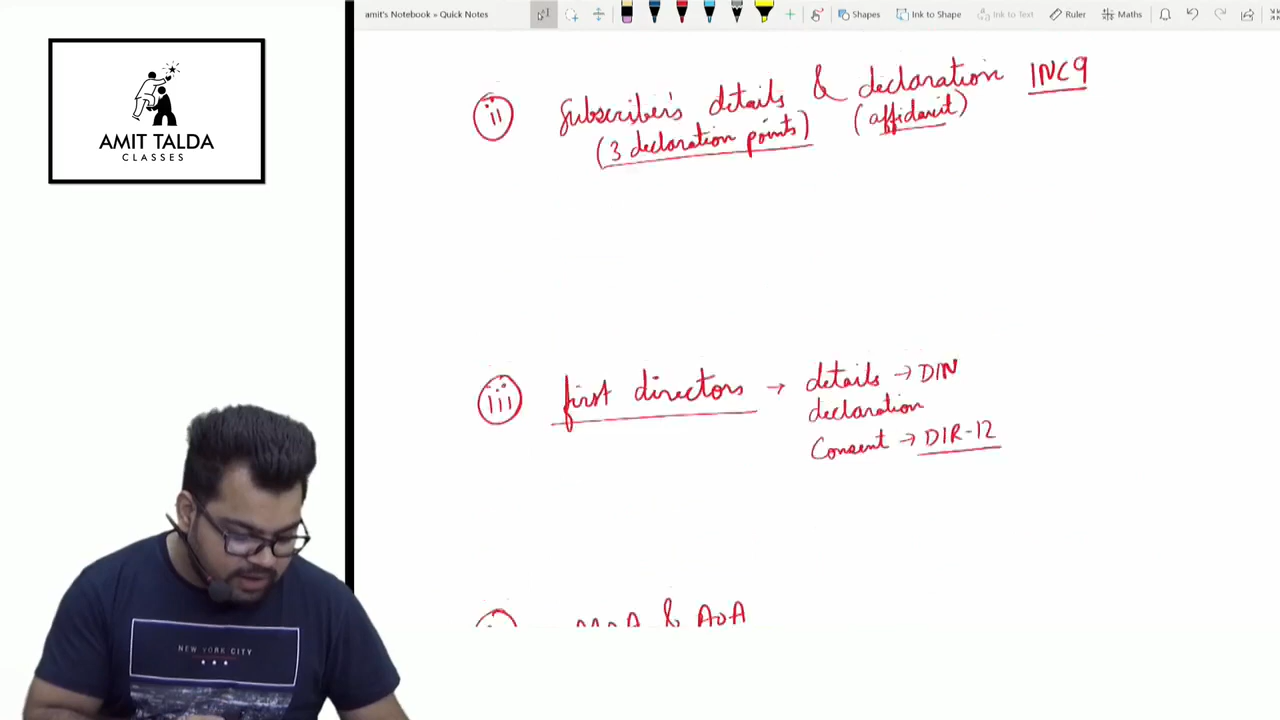 amit's Notebook » Quick Notes
Shapes
Ink to Shape
Ink to Text
Ruler
Maths
AMIT TALDA
CLASSES
(ii) Subscriber's details & declaration INC9
(3 declaration points) (affidavit)
(iii) first directors → details → DIN
declaration
Consent → DIR-12
MOA & AOA
NEW YORK CITY